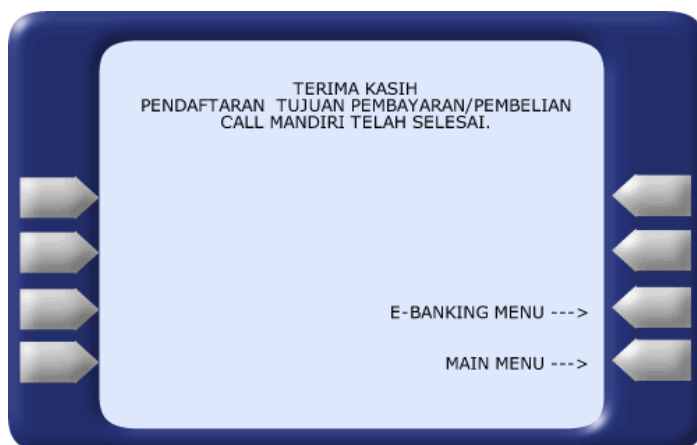 TERIMA KASIH
PENDAFTARAN TUJUAN PEMBAYARAN/PEMBELIAN
CALL MANDIRI TELAH SELESAI.
E-BANKING MENU --->
MAIN MENU --->